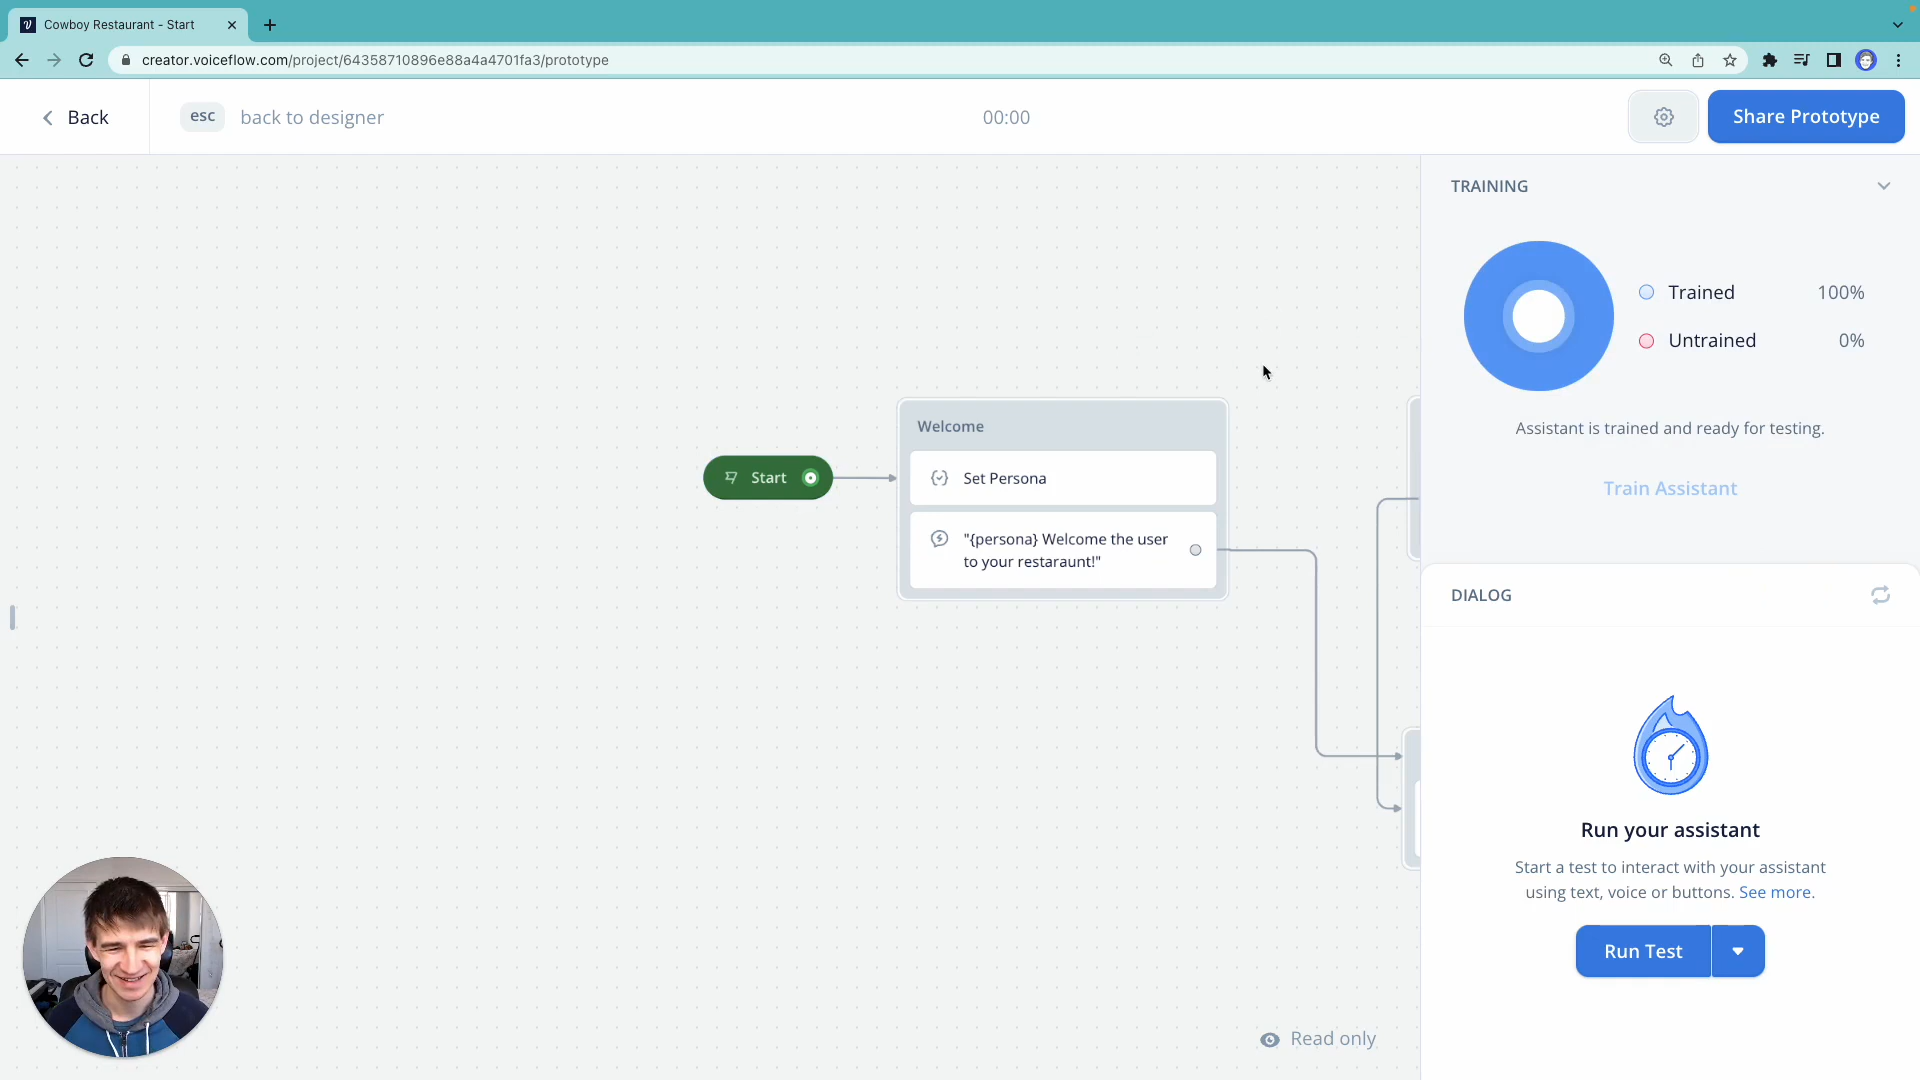 Cowboy Restaurant - Start
creator.voiceflow.com/project/64358710896e88a4a4701fa3/prototype
Back
esc
back to designer
00:00
Share Prototype
TRAINING
Trained
100%
Untrained
0%
Assistant is trained and ready for testing.
Train Assistant
Start
Welcome
Set Persona
"{persona} Welcome the user
to your restaraunt!"
DIALOG
Run your assistant
Start a test to interact with your assistant
using text, voice or buttons. See more.
Run Test
Read only